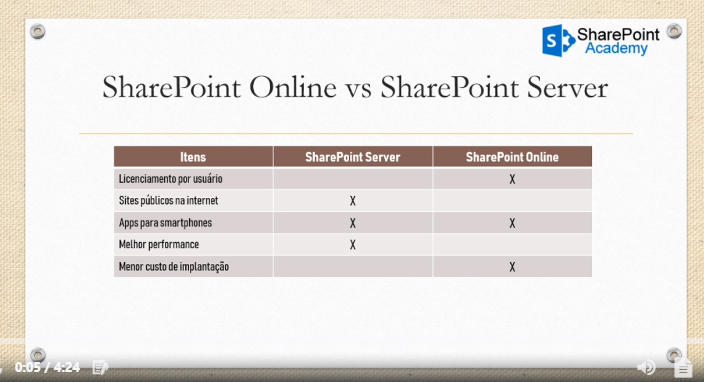 SharePoint
Academy
SharePoint Online vs SharePoint Server
Itens SharePoint Server SharePoint Online
Licenciamento por usuário X
Sites públicos na internet X
Apps para smartphones X X
Melhor performance X
Menor custo de implantação X
0:05 / 4:24